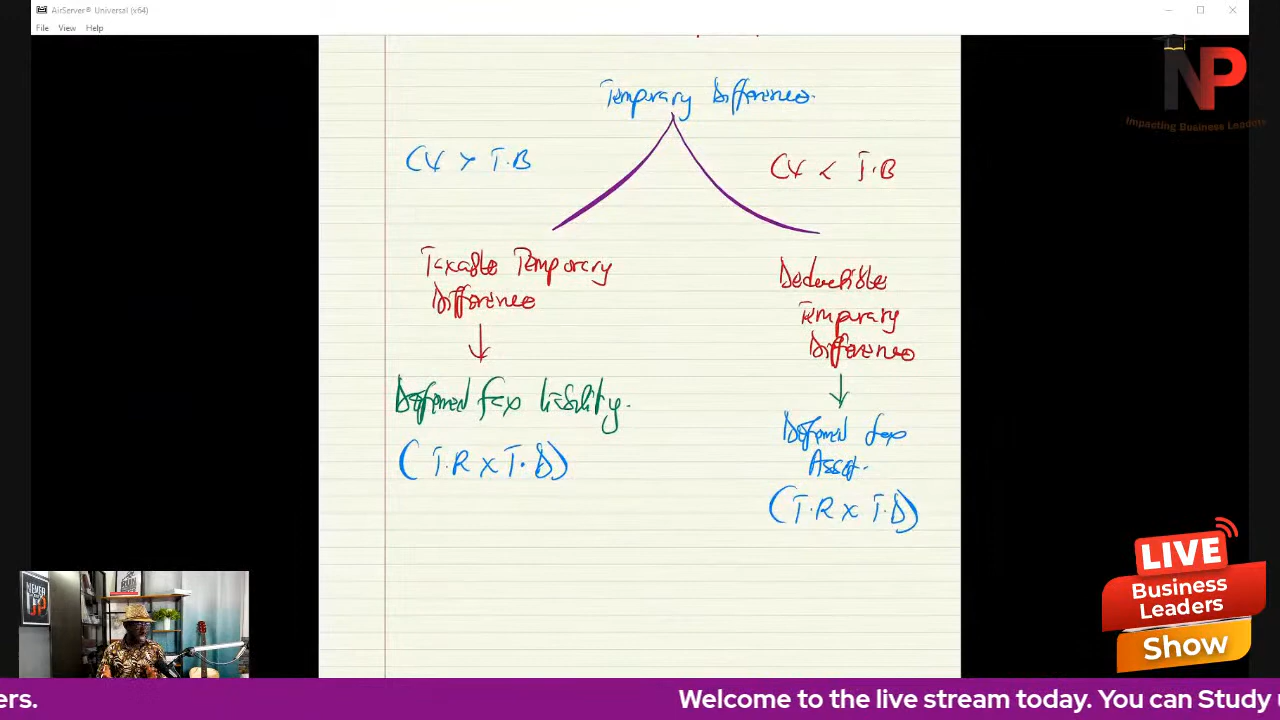 AirServer® Universal (x64)
File View Help
NP
Impacting Business Leaders
Temporary Difference.
CV > T.B
CV < T.B
Taxable Temporary
Difference
Deductible
Temporary
Difference
Deferred tax liability.
(T.R x T.D)
Deferred tax
Asset.
(T.R x T.D)
LIVE
Business
Leaders
Show
ers.
Welcome to the live stream today. You can Study